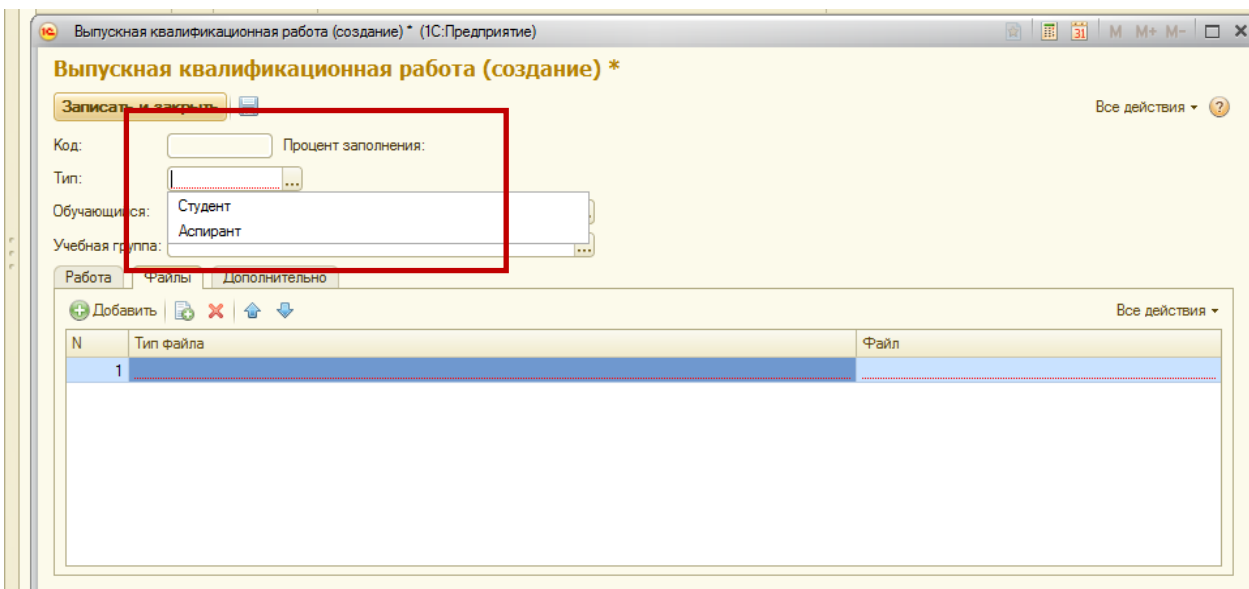 Выпускная квалификационная работа (создание) * (1С:Предприятие)
31 M M+ M-
Выпускная квалификационная работа (создание) *
Записать и закрыть
Все действия
?
Код:
Процент заполнения:
Тип:
...
Обучающийся:
Студент
Аспирант
Учебная группа:
...
Работа Файлы Дополнительно
Добавить
Все действия
N Тип файла Файл
1